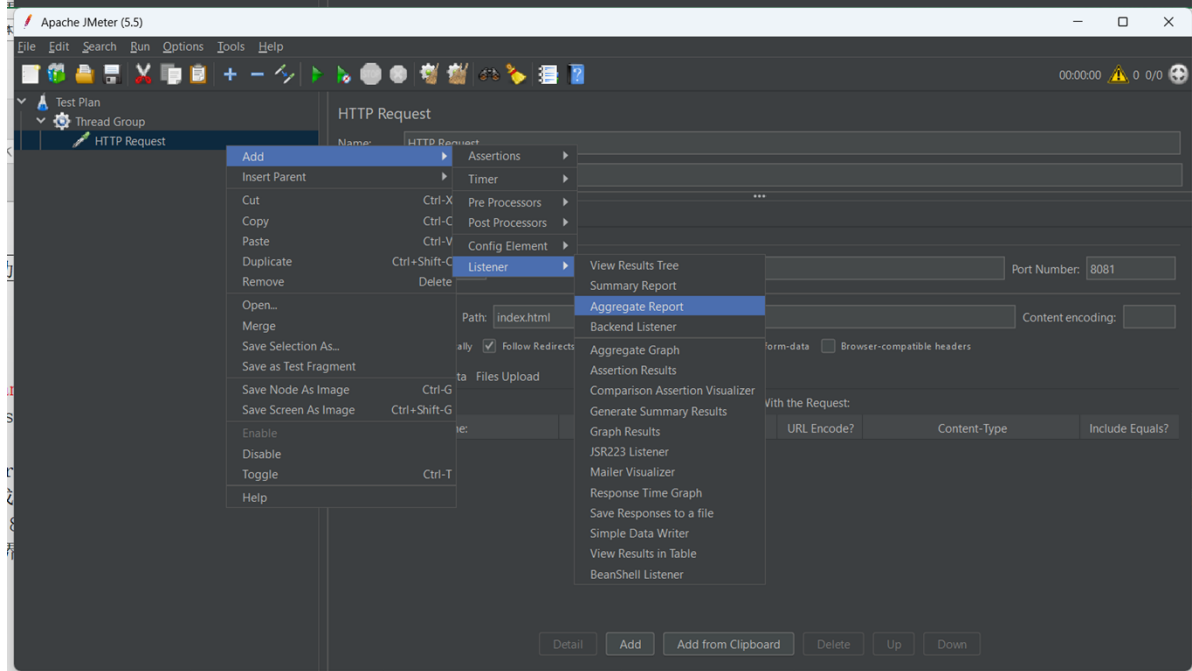 Apache JMeter (5.5)
File Edit Search Run Options Tools Help
00:00:00 0 0/0
Test Plan
Thread Group
HTTP Request
HTTP Request
Name: HTTP Request
Add
Insert Parent
Cut Ctrl-X
Copy Ctrl-C
Paste Ctrl-V
Duplicate Ctrl+Shift-C
Remove Delete
Open...
Merge
Save Selection As...
Save as Test Fragment
Save Node As Image Ctrl-G
Save Screen As Image Ctrl+Shift-G
Enable
Disable
Toggle Ctrl-T
Help
Assertions
Timer
Pre Processors
Post Processors
Config Element
Listener
View Results Tree
Summary Report
Aggregate Report
Backend Listener
Aggregate Graph
Assertion Results
Comparison Assertion Visualizer
Generate Summary Results
Graph Results
JSR223 Listener
Mailer Visualizer
Response Time Graph
Save Responses to a file
Simple Data Writer
View Results in Table
BeanShell Listener
Port Number: 8081
Path: index.html Content encoding:
ally Follow Redirects form-data Browser-compatible headers
ta Files Upload
With the Request:
me: URL Encode? Content-Type Include Equals?
Detail Add Add from Clipboard Delete Up Down